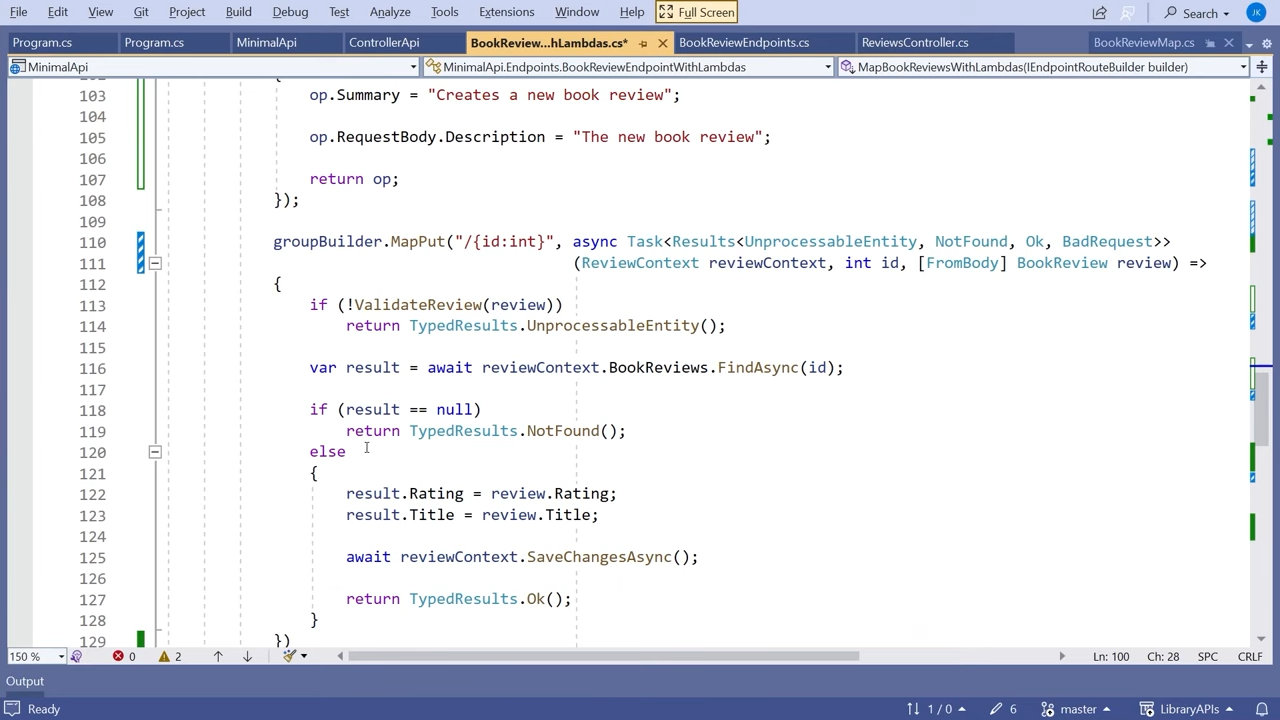 File Edit View Git Project Build Debug Test Analyze Tools Extensions Window Help Full Screen Search JK
Program.cs Program.cs MinimalApi ControllerApi BookReview...hLambdas.cs* BookReviewEndpoints.cs ReviewsController.cs BookReviewMap.cs
MinimalApi MinimalApi.Endpoints.BookReviewEndpointWithLambdas MapBookReviewsWithLambdas(IEndpointRouteBuilder builder)
{
103 op.Summary = "Creates a new book review";
104
105 op.RequestBody.Description = "The new book review";
106
107 return op;
108 });
109
110 groupBuilder.MapPut("/{id:int}", async Task<Results<UnprocessableEntity, NotFound, Ok, BadRequest>>
111 (ReviewContext reviewContext, int id, [FromBody] BookReview review) =>
112 {
113 if (!ValidateReview(review))
114 return TypedResults.UnprocessableEntity();
115
116 var result = await reviewContext.BookReviews.FindAsync(id);
117
118 if (result == null)
119 return TypedResults.NotFound();
120 else
121 {
122 result.Rating = review.Rating;
123 result.Title = review.Title;
124
125 await reviewContext.SaveChangesAsync();
126
127 return TypedResults.Ok();
128 }
129 })
150 % 0 2 Ln: 100 Ch: 28 SPC CRLF
Output
Ready 1 / 0 6 master LibraryAPIs